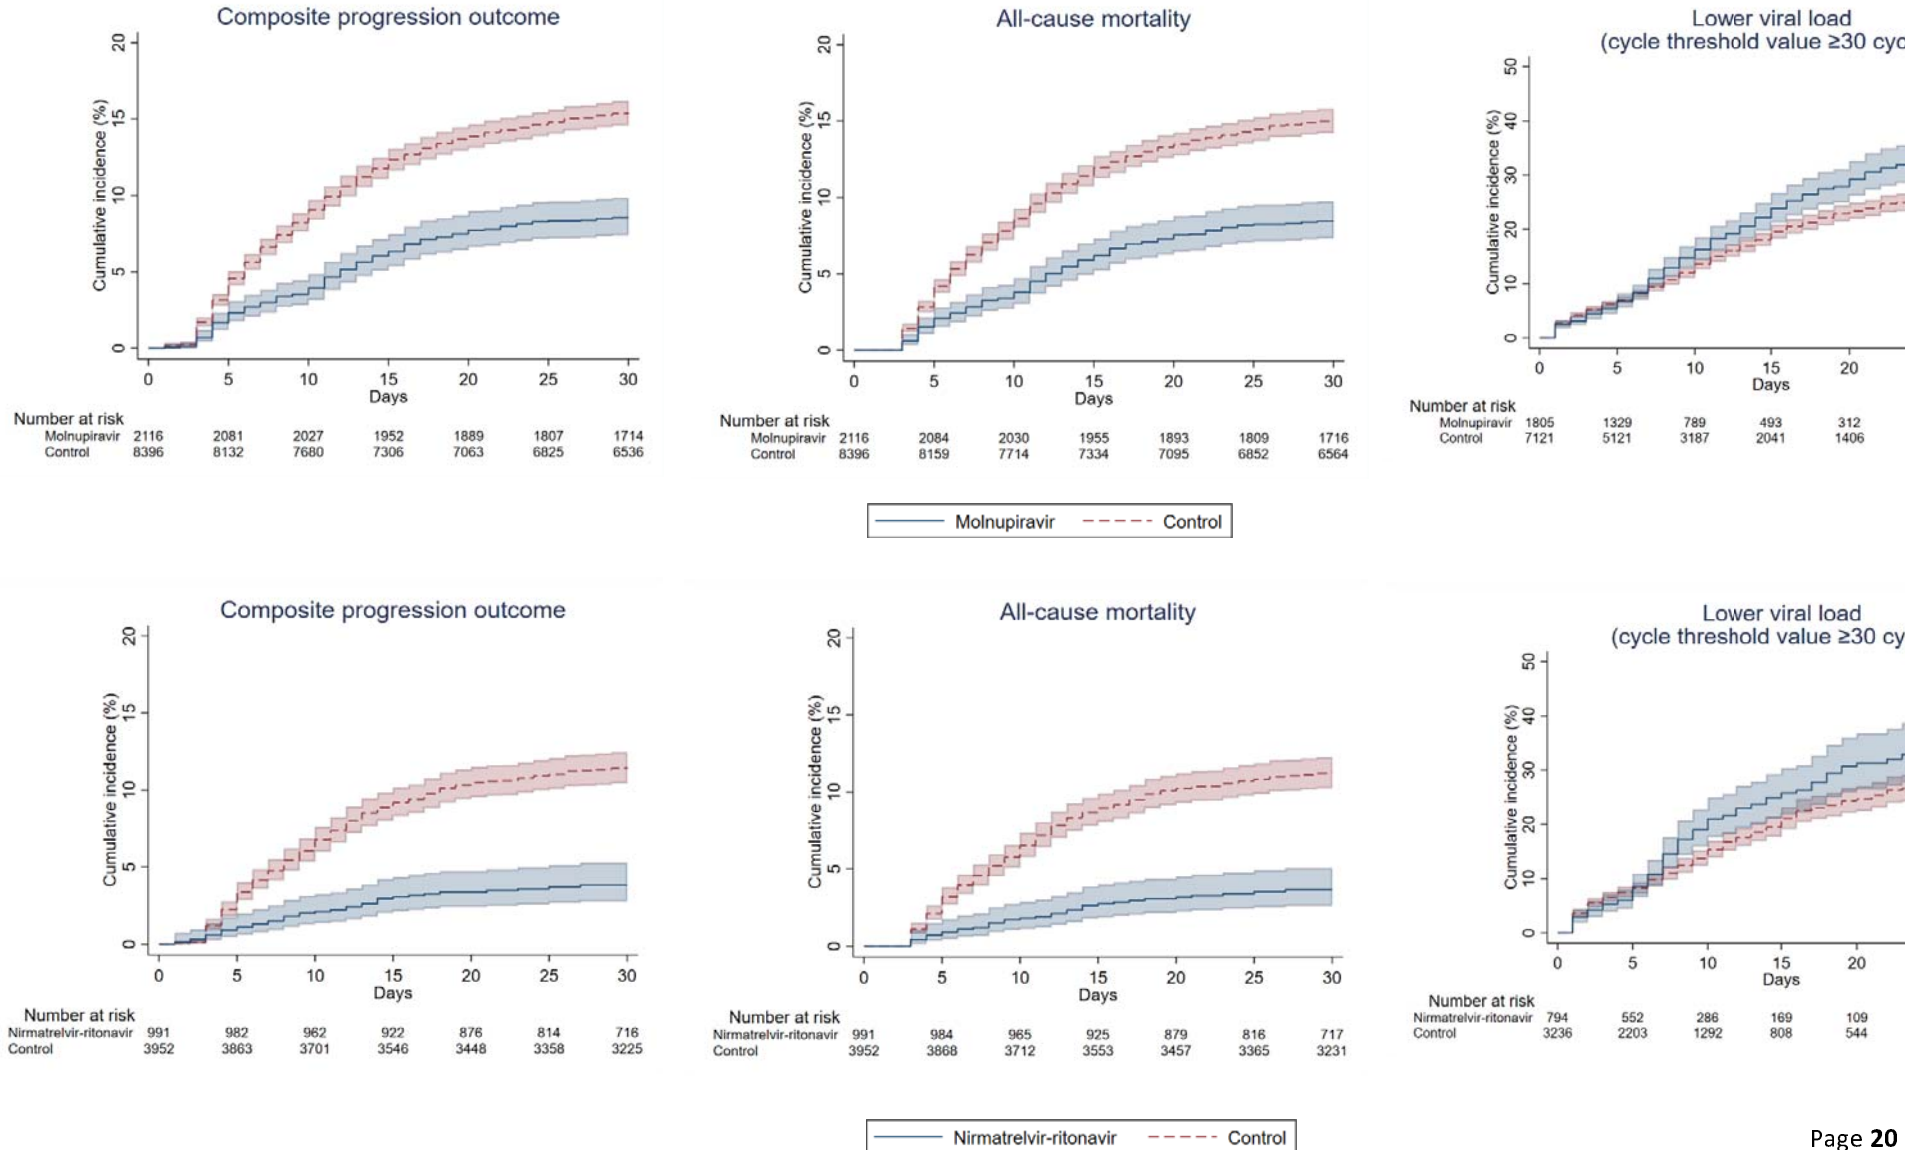 Composite progression outcome
Cumulative incidence (%)
20
15
10
5
0
0 5 10 15 20 25 30
Days
Number at risk
Molnupiravir 2116 2081 2027 1952 1889 1807 1714
Control 8396 8132 7680 7306 7063 6825 6536
All-cause mortality
Cumulative incidence (%)
20
15
10
5
0
0 5 10 15 20 25 30
Days
Number at risk
Molnupiravir 2116 2084 2030 1955 1893 1809 1716
Control 8396 8159 7714 7334 7095 6852 6564
Lower viral load
(cycle threshold value ≥30 cyc
Cumulative incidence (%)
50
40
30
20
10
0
0 5 10 15 20
Days
Number at risk
Molnupiravir 1805 1329 789 493 312
Control 7121 5121 3187 2041 1406
Molnupiravir Control
Composite progression outcome
Cumulative incidence (%)
20
15
10
5
0
0 5 10 15 20 25 30
Days
Number at risk
Nirmatrelvir-ritonavir 991 982 962 922 876 814 716
Control 3952 3863 3701 3546 3448 3358 3225
All-cause mortality
Cumulative incidence (%)
20
15
10
5
0
0 5 10 15 20 25 30
Days
Number at risk
Nirmatrelvir-ritonavir 991 984 965 925 879 816 717
Control 3952 3868 3712 3553 3457 3365 3231
Lower viral load
(cycle threshold value ≥30 cy
Cumulative incidence (%)
50
40
30
20
10
0
0 5 10 15 20
Days
Number at risk
Nirmatrelvir-ritonavir 794 552 286 169 109
Control 3236 2203 1292 808 544
Nirmatrelvir-ritonavir Control
Page 20